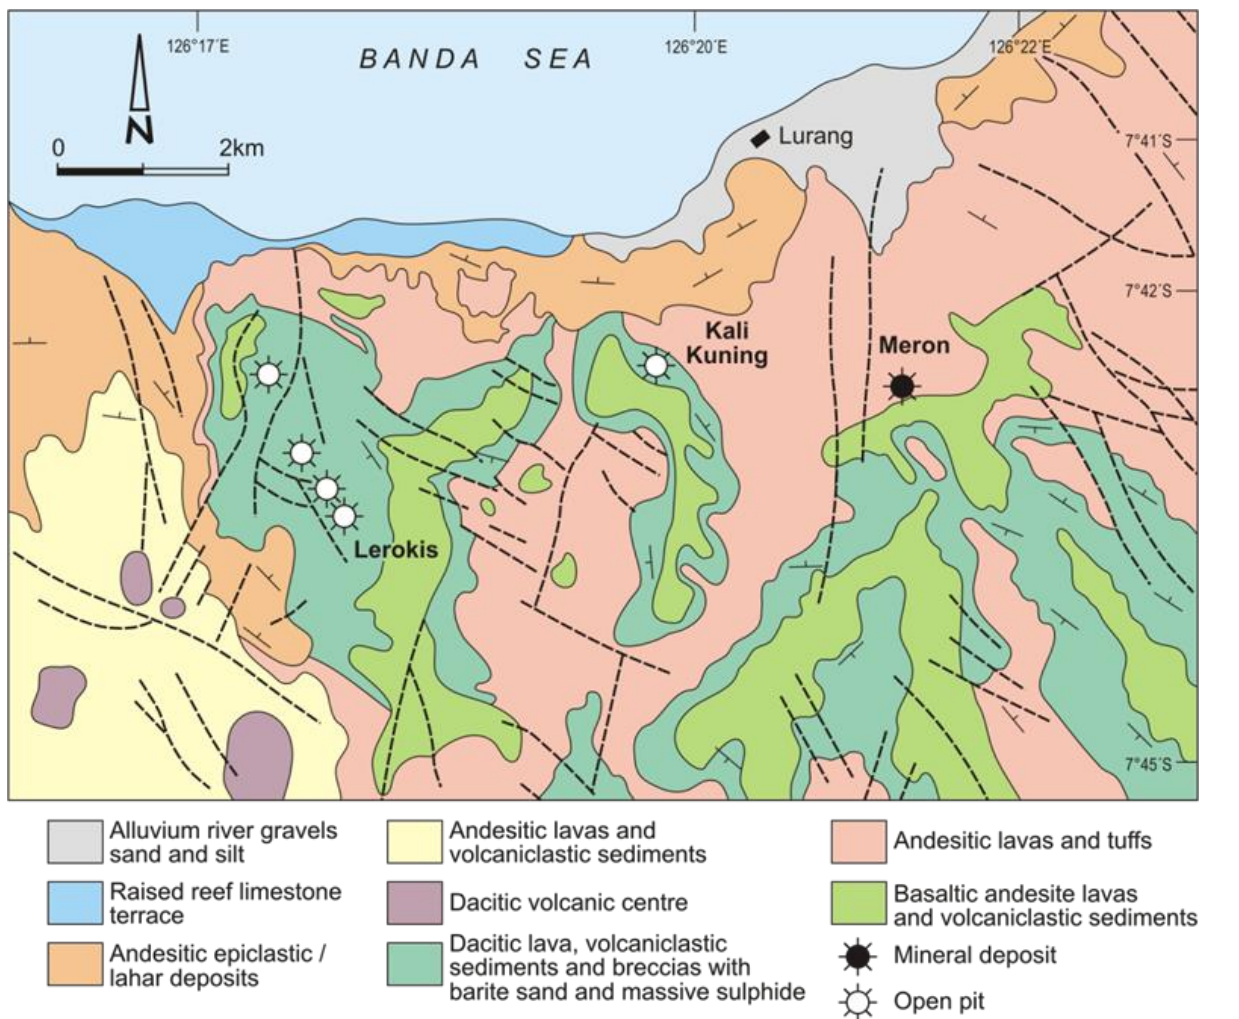 126°17´E
126°20´E
126°22´E
BANDA SEA
N
0
2km
Lurang
7°41´S
7°42´S
Kali
Kuning
Meron
Lerokis
7°45´S
Alluvium river gravels
sand and silt
Raised reef limestone
terrace
Andesitic epiclastic /
lahar deposits
Andesitic lavas and
volcaniclastic sediments
Dacitic volcanic centre
Dacitic lava, volcaniclastic
sediments and breccias with
barite sand and massive sulphide
Andesitic lavas and tuffs
Basaltic andesite lavas
and volcaniclastic sediments
Mineral deposit
Open pit